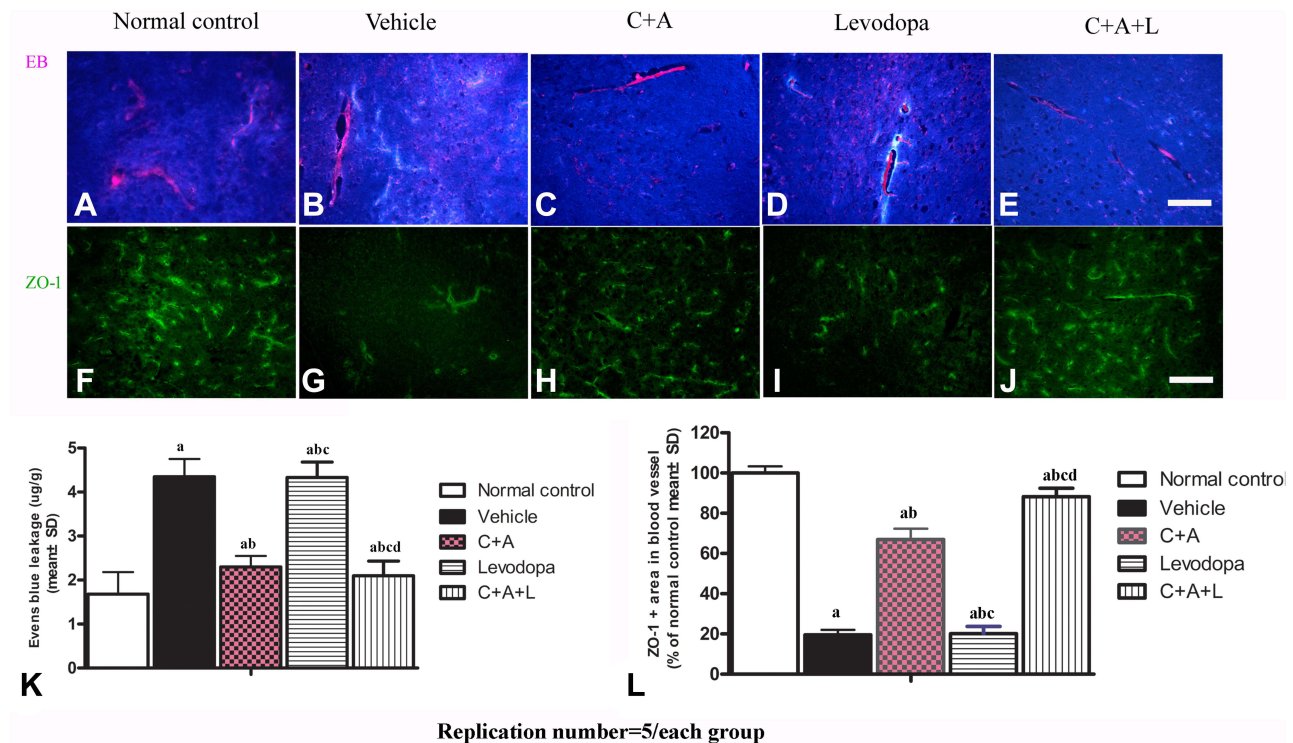 Normal control Vehicle C+A Levodopa C+A+L
EB
A B C D E
ZO-1
F G H I J
Evens blue leakage (ug/g)
(mean± SD)
5
4
3
2
1
0
a
ab
abc
abcd
Normal control
Vehicle
C+A
Levodopa
C+A+L
K
ZO-1 + area in blood vessel
(% of normal control mean± SD)
120
100
80
60
40
20
0
a
ab
abc
abcd
Normal control
Vehicle
C+A
Levodopa
C+A+L
L
Replication number=5/each group